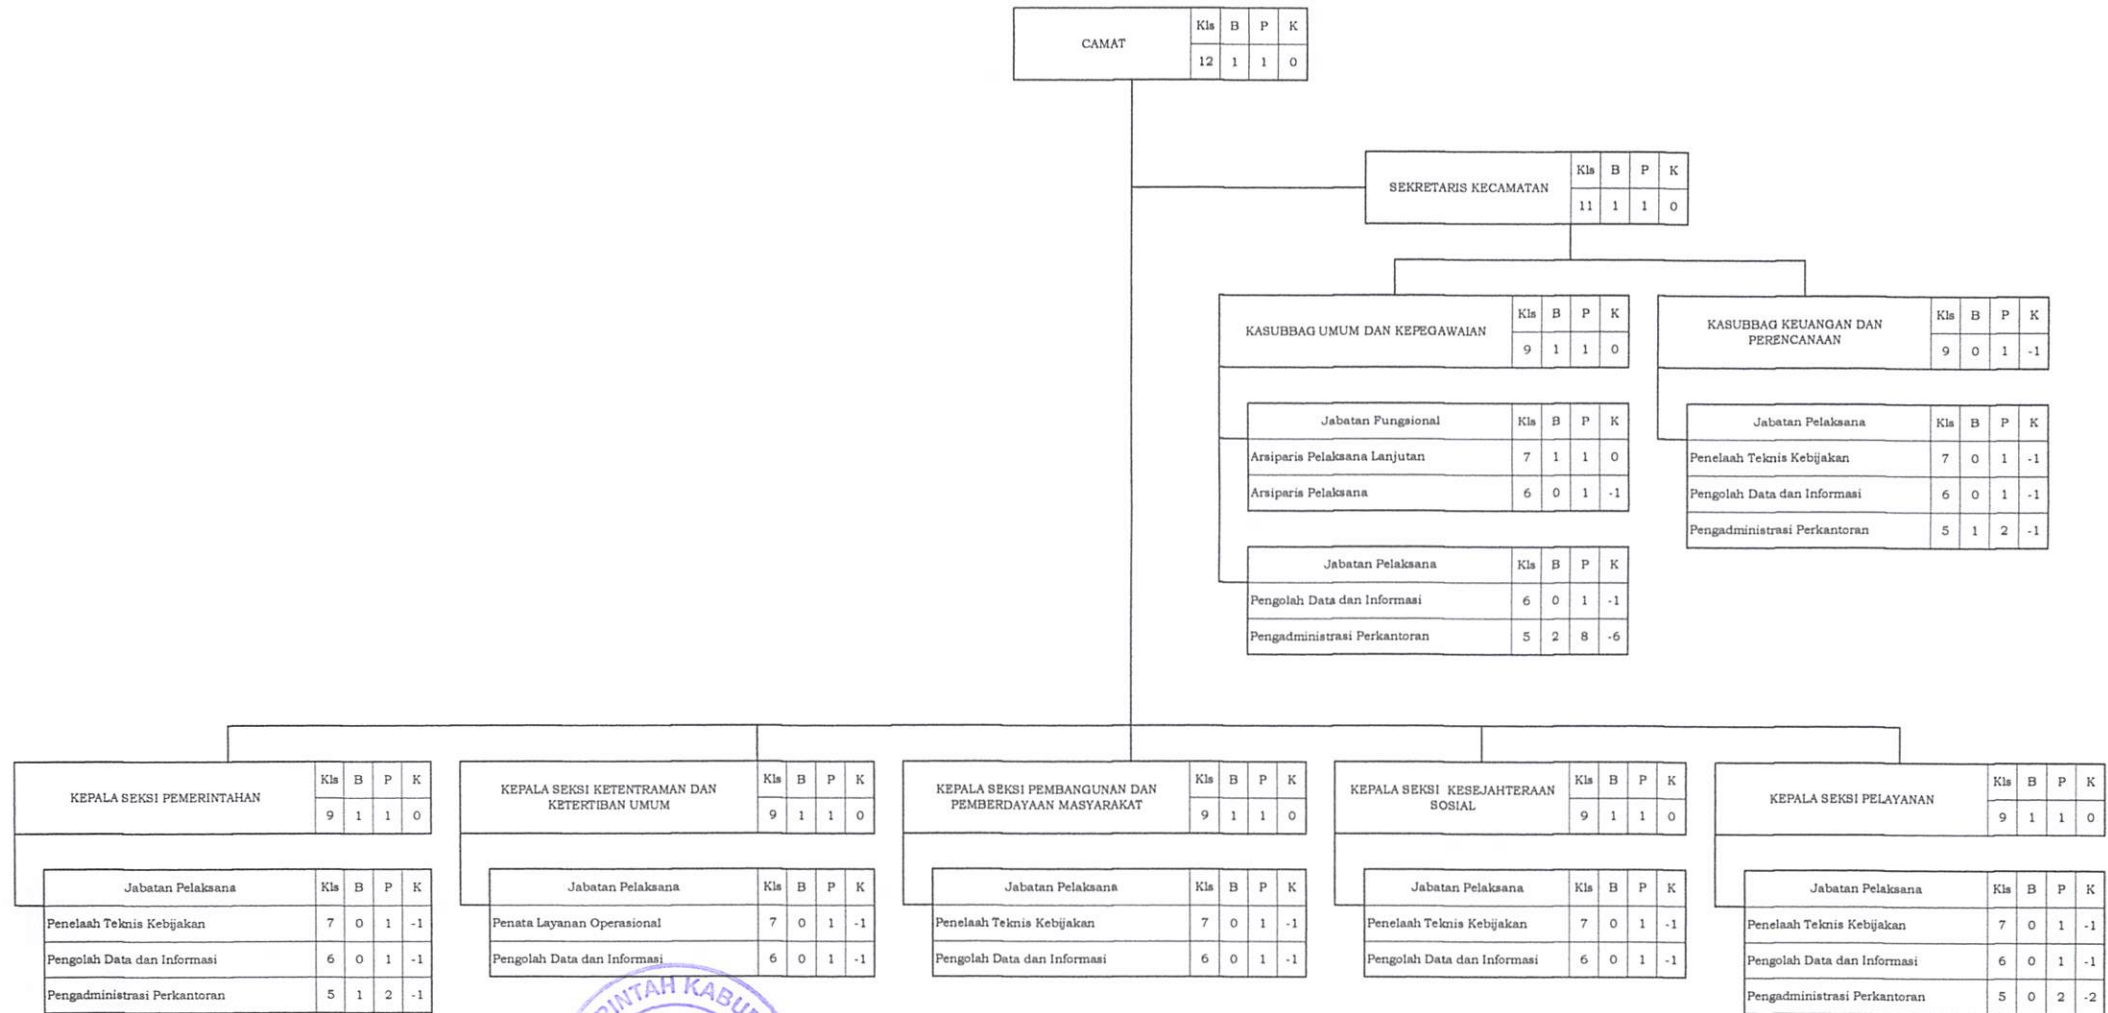 CAMAT Kls B P K
12 1 1 0
SEKRETARIS KECAMATAN Kls B P K
11 1 1 0
KASUBBAG UMUM DAN KEPEGAWAIAN Kls B P K
9 1 1 0
Jabatan Fungsional Kls B P K
Arsiparis Pelaksana Lanjutan 7 1 1 0
Arsiparis Pelaksana 6 0 1 -1
Jabatan Pelaksana Kls B P K
Pengolah Data dan Informasi 6 0 1 -1
Pengadministrasi Perkantoran 5 2 8 -6
KASUBBAG KEUANGAN DAN
PERENCANAAN
Kls B P K
9 0 1 -1
Jabatan Pelaksana Kls B P K
Penelaah Teknis Kebijakan 7 0 1 -1
Pengolah Data dan Informasi 6 0 1 -1
Pengadministrasi Perkantoran 5 1 2 -1
KEPALA SEKSI PEMERINTAHAN Kls B P K
9 1 1 0
Jabatan Pelaksana Kls B P K
Penelaah Teknis Kebijakan 7 0 1 -1
Pengolah Data dan Informasi 6 0 1 -1
Pengadministrasi Perkantoran 5 1 2 -1
KEPALA SEKSI KETENTRAMAN DAN
KETERTIBAN UMUM
Kls B P K
9 1 1 0
Jabatan Pelaksana Kls B P K
Penata Layanan Operasional 7 0 1 -1
Pengolah Data dan Informasi 6 0 1 -1
KEPALA SEKSI PEMBANGUNAN DAN
PEMBERDAYAAN MASYARAKAT
Kls B P K
9 1 1 0
Jabatan Pelaksana Kls B P K
Penelaah Teknis Kebijakan 7 0 1 -1
Pengolah Data dan Informasi 6 0 1 -1
KEPALA SEKSI KESEJAHTERAAN
SOSIAL
Kls B P K
9 1 1 0
Jabatan Pelaksana Kls B P K
Penelaah Teknis Kebijakan 7 0 1 -1
Pengolah Data dan Informasi 6 0 1 -1
KEPALA SEKSI PELAYANAN Kls B P K
9 1 1 0
Jabatan Pelaksana Kls B P K
Penelaah Teknis Kebijakan 7 0 1 -1
Pengolah Data dan Informasi 6 0 1 -1
Pengadministrasi Perkantoran 5 0 2 -2